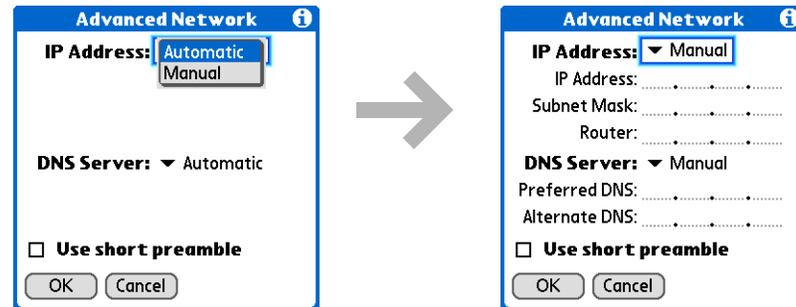 Advanced Network
IP Address: Automatic
Manual
DNS Server: Automatic
Use short preamble
OK Cancel
Advanced Network
IP Address: Manual
IP Address:
Subnet Mask:
Router:
DNS Server: Manual
Preferred DNS:
Alternate DNS:
Use short preamble
OK Cancel